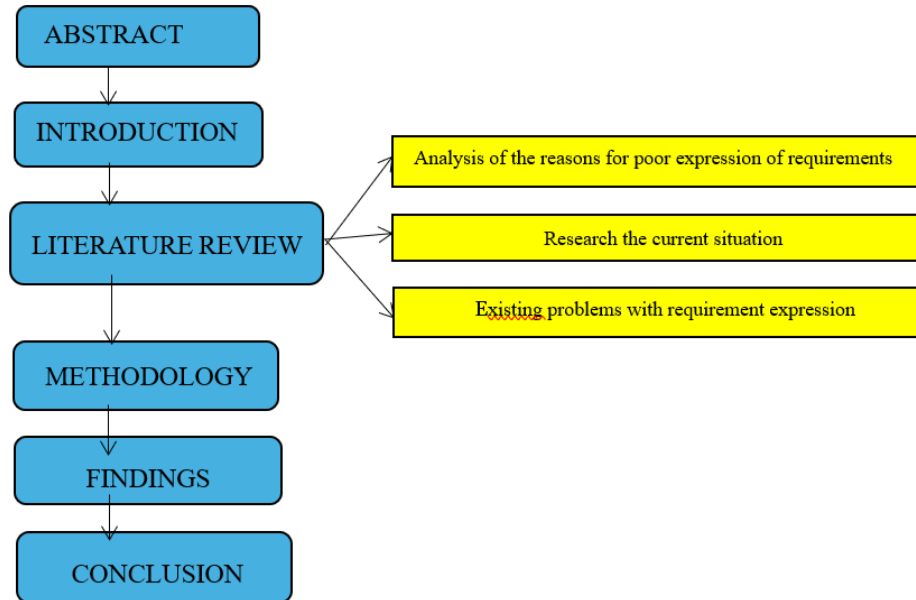 ABSTRACT
INTRODUCTION
Analysis of the reasons for poor expression of requirements
LITERATURE REVIEW
Research the current situation
Existing problems with requirement expression
METHODOLOGY
FINDINGS
CONCLUSION